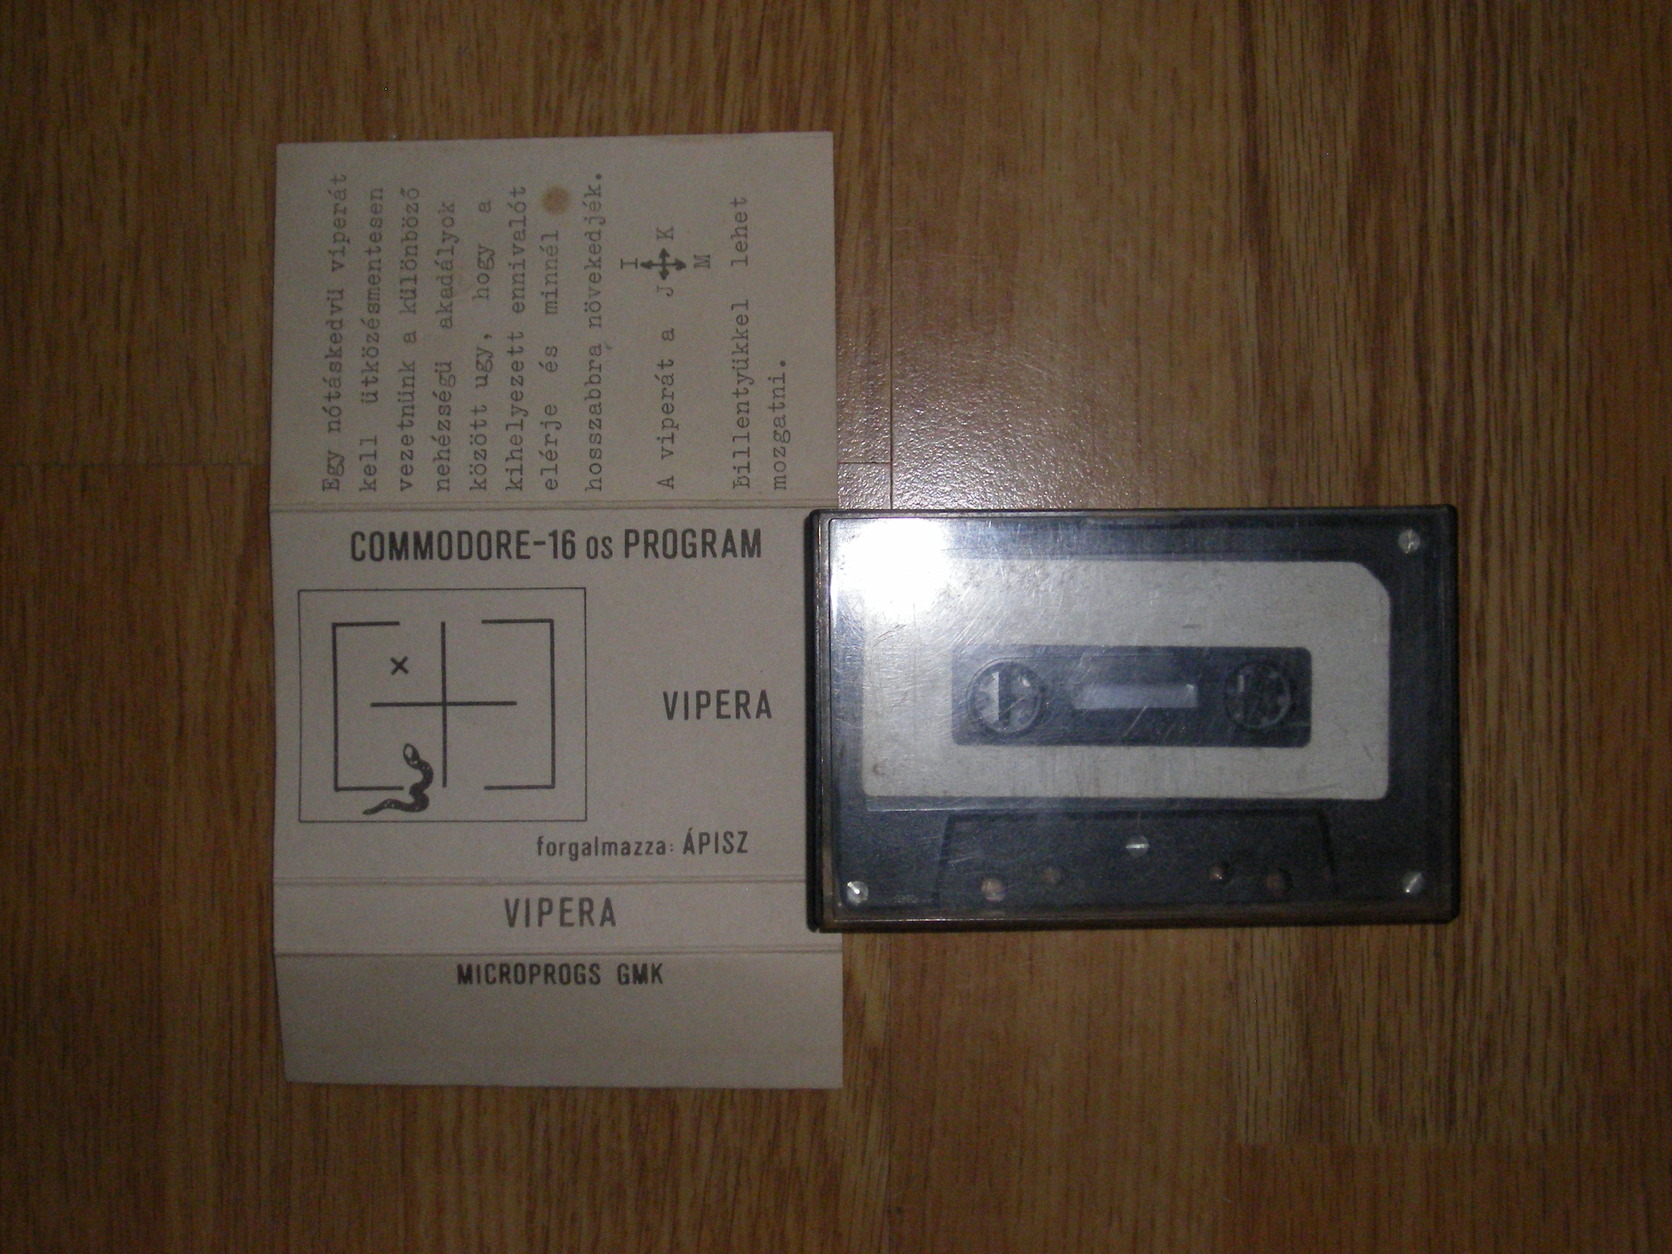 Egy nótáskedvü viperát
kell ütközésmentesen
vezetnünk a különböző
nehézségü akadályok
között ugy, hogy a
kihelyezett ennivalót
elérje és minnél
hosszabbra növekedjék.
I
A viperát a J K
M
Billentyükkel lehet
mozgatni.
COMMODORE-16 os PROGRAM
x
VIPERA
forgalmazza: ÁPISZ
VIPERA
MICROPROGS GMK